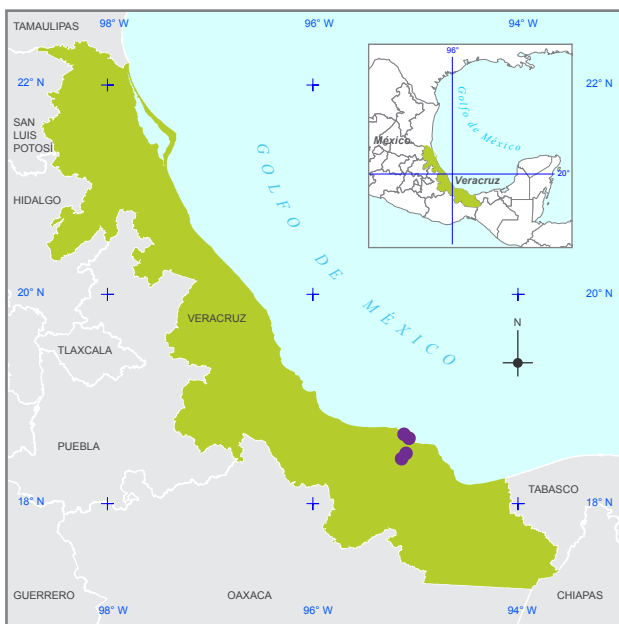 TAMAULIPAS
98° W
96° W
94° W
22° N
22° N
SAN
LUIS
POTOSÍ
HIDALGO
96°
Golfo de México
México
Veracruz
20°
GOLFO DE MÉXICO
20° N
20° N
VERACRUZ
N
TLAXCALA
PUEBLA
TABASCO
18° N
18° N
GUERRERO
OAXACA
CHIAPAS
98° W
96° W
94° W